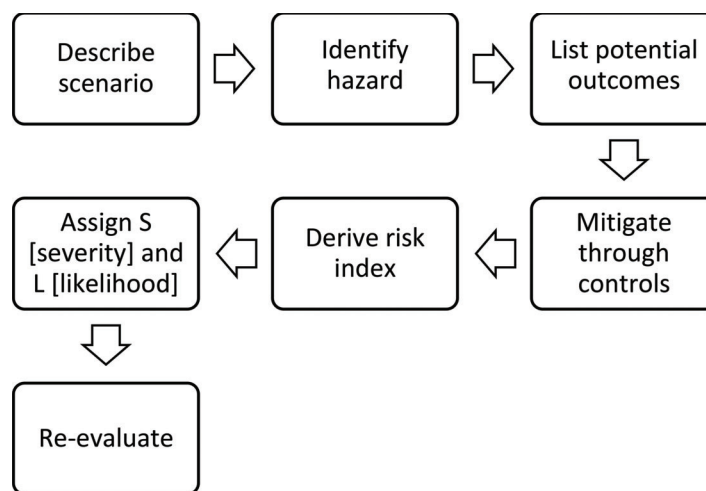 Describe
scenario
Identify
hazard
List potential
outcomes
Mitigate
through
controls
Derive risk
index
Assign S
[severity] and
L [likelihood]
Re-evaluate